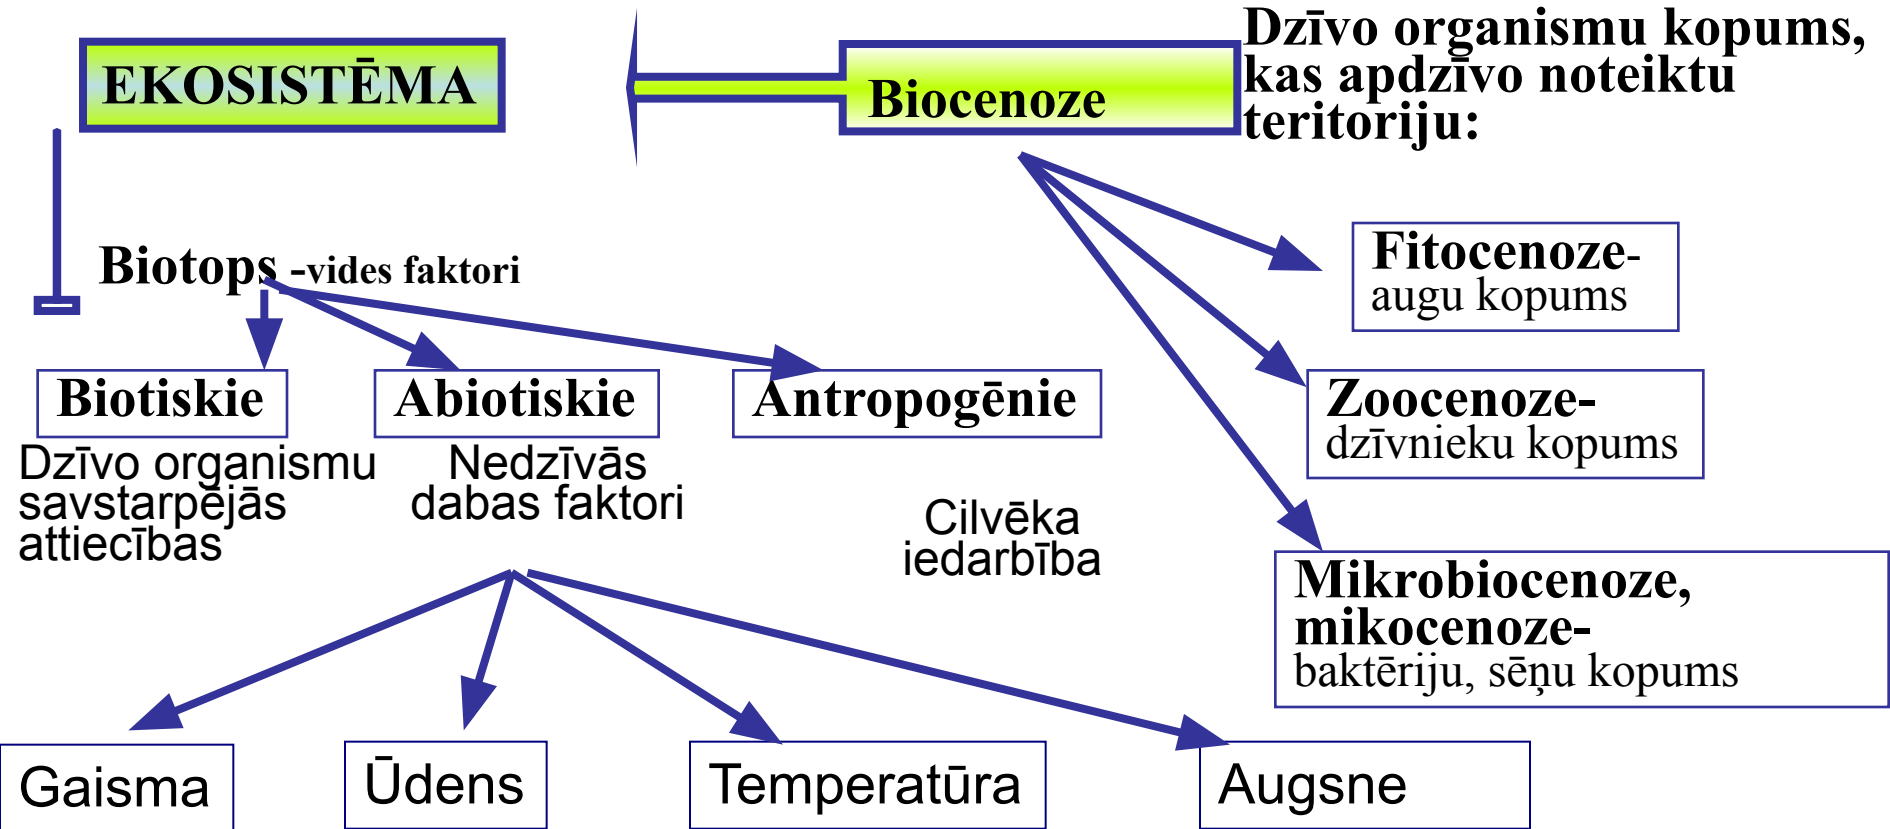 EKOSISTĒMA
Biocenoze
Dzīvo organismu kopums,
kas apdzīvo noteiktu
teritoriju:
Biotops -vides faktori
Fitocenoze-
augu kopums
Biotiskie
Abiotiskie
Antropogēnie
Zoocenoze-
dzīvnieku kopums
Dzīvo organismu
savstarpējās
attiecības
Nedzīvās
dabas faktori
Cilvēka
iedarbība
Mikrobiocenoze,
mikocenoze-
baktēriju, sēņu kopums
Gaisma
Ūdens
Temperatūra
Augsne